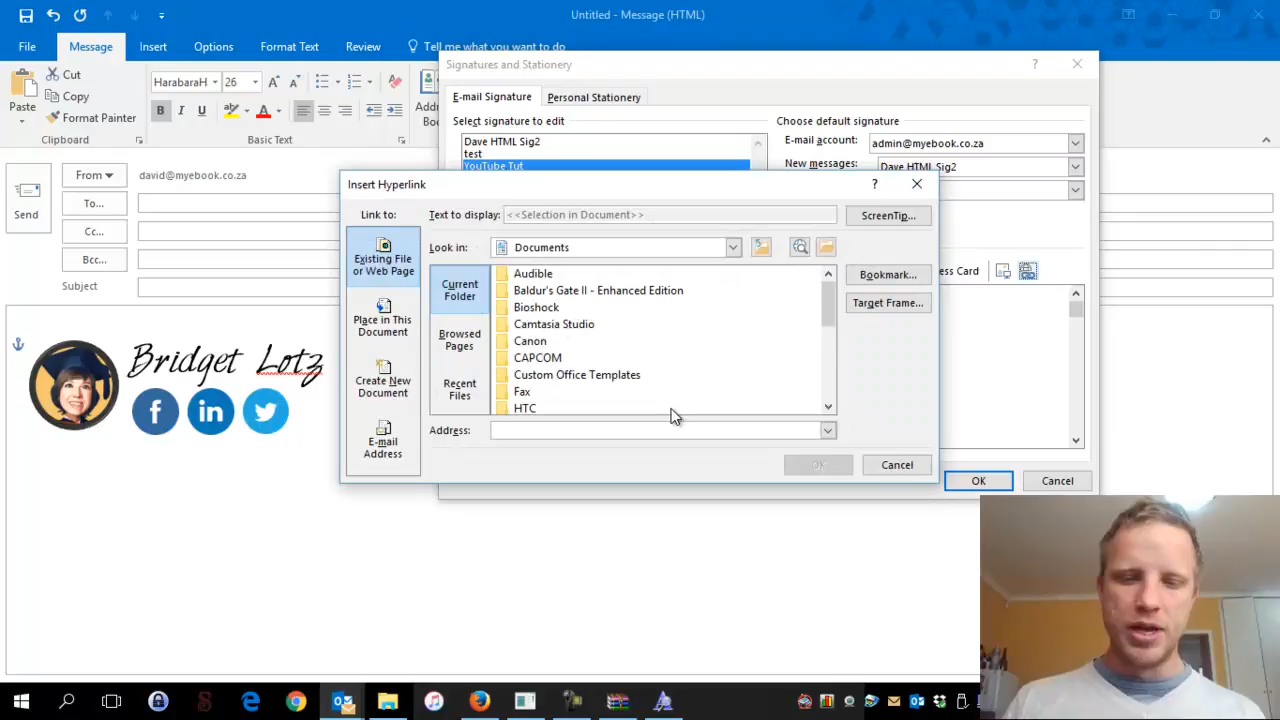 Untitled - Message (HTML)
File
Message
Insert
Options
Format Text
Review
Tell me what you want to do
Paste
Cut
Copy
Format Painter
Clipboard
HarabaraH
26
B
I
U
Basic Text
Signatures and Stationery
?
E-mail Signature
Personal Stationery
Select signature to edit
Dave HTML Sig2
test
YouTube Tut
Choose default signature
E-mail account:
admin@myebook.co.za
New messages:
Dave HTML Sig2
Send
From
david@myebook.co.za
To...
Cc...
Bcc...
Subject
Insert Hyperlink
?
Link to:
Text to display:
<<Selection in Document>>
ScreenTip...
Existing File
or Web Page
Place in This
Document
Create New
Document
E-mail
Address
Look in:
Documents
Current
Folder
Browsed
Pages
Recent
Files
Audible
Baldur's Gate II - Enhanced Edition
Bioshock
Camtasia Studio
Canon
CAPCOM
Custom Office Templates
Fax
HTC
Bookmark...
Target Frame...
Address:
OK
Cancel
ess Card
OK
Cancel
Bridget Lotz
f
in